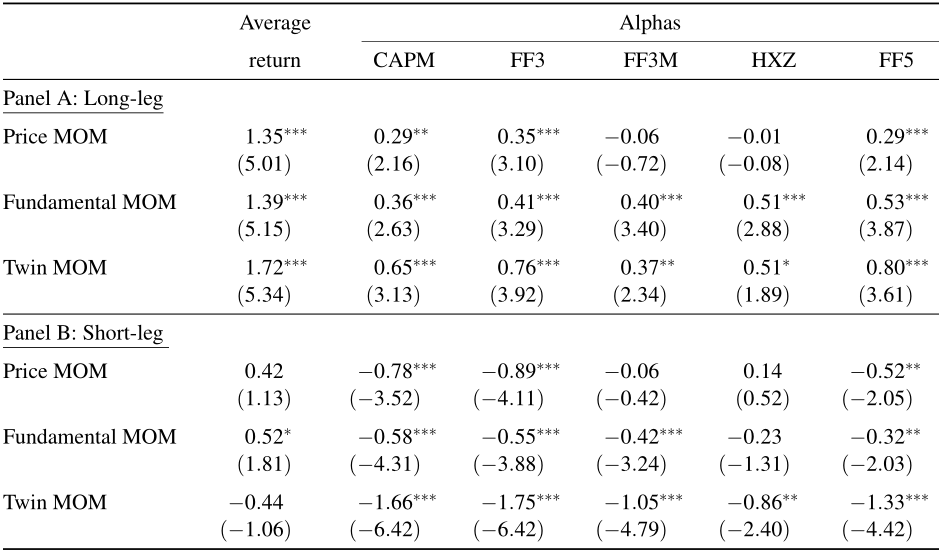 Average Alphas
return CAPM FF3 FF3M HXZ FF5
Panel A: Long-leg
Price MOM 1.35*** 0.29** 0.35*** −0.06 −0.01 0.29***
(5.01) (2.16) (3.10) (−0.72) (−0.08) (2.14)
Fundamental MOM 1.39*** 0.36*** 0.41*** 0.40*** 0.51*** 0.53***
(5.15) (2.63) (3.29) (3.40) (2.88) (3.87)
Twin MOM 1.72*** 0.65*** 0.76*** 0.37** 0.51* 0.80***
(5.34) (3.13) (3.92) (2.34) (1.89) (3.61)
Panel B: Short-leg
Price MOM 0.42 −0.78*** −0.89*** −0.06 0.14 −0.52**
(1.13) (−3.52) (−4.11) (−0.42) (0.52) (−2.05)
Fundamental MOM 0.52* −0.58*** −0.55*** −0.42*** −0.23 −0.32**
(1.81) (−4.31) (−3.88) (−3.24) (−1.31) (−2.03)
Twin MOM −0.44 −1.66*** −1.75*** −1.05*** −0.86** −1.33***
(−1.06) (−6.42) (−6.42) (−4.79) (−2.40) (−4.42)